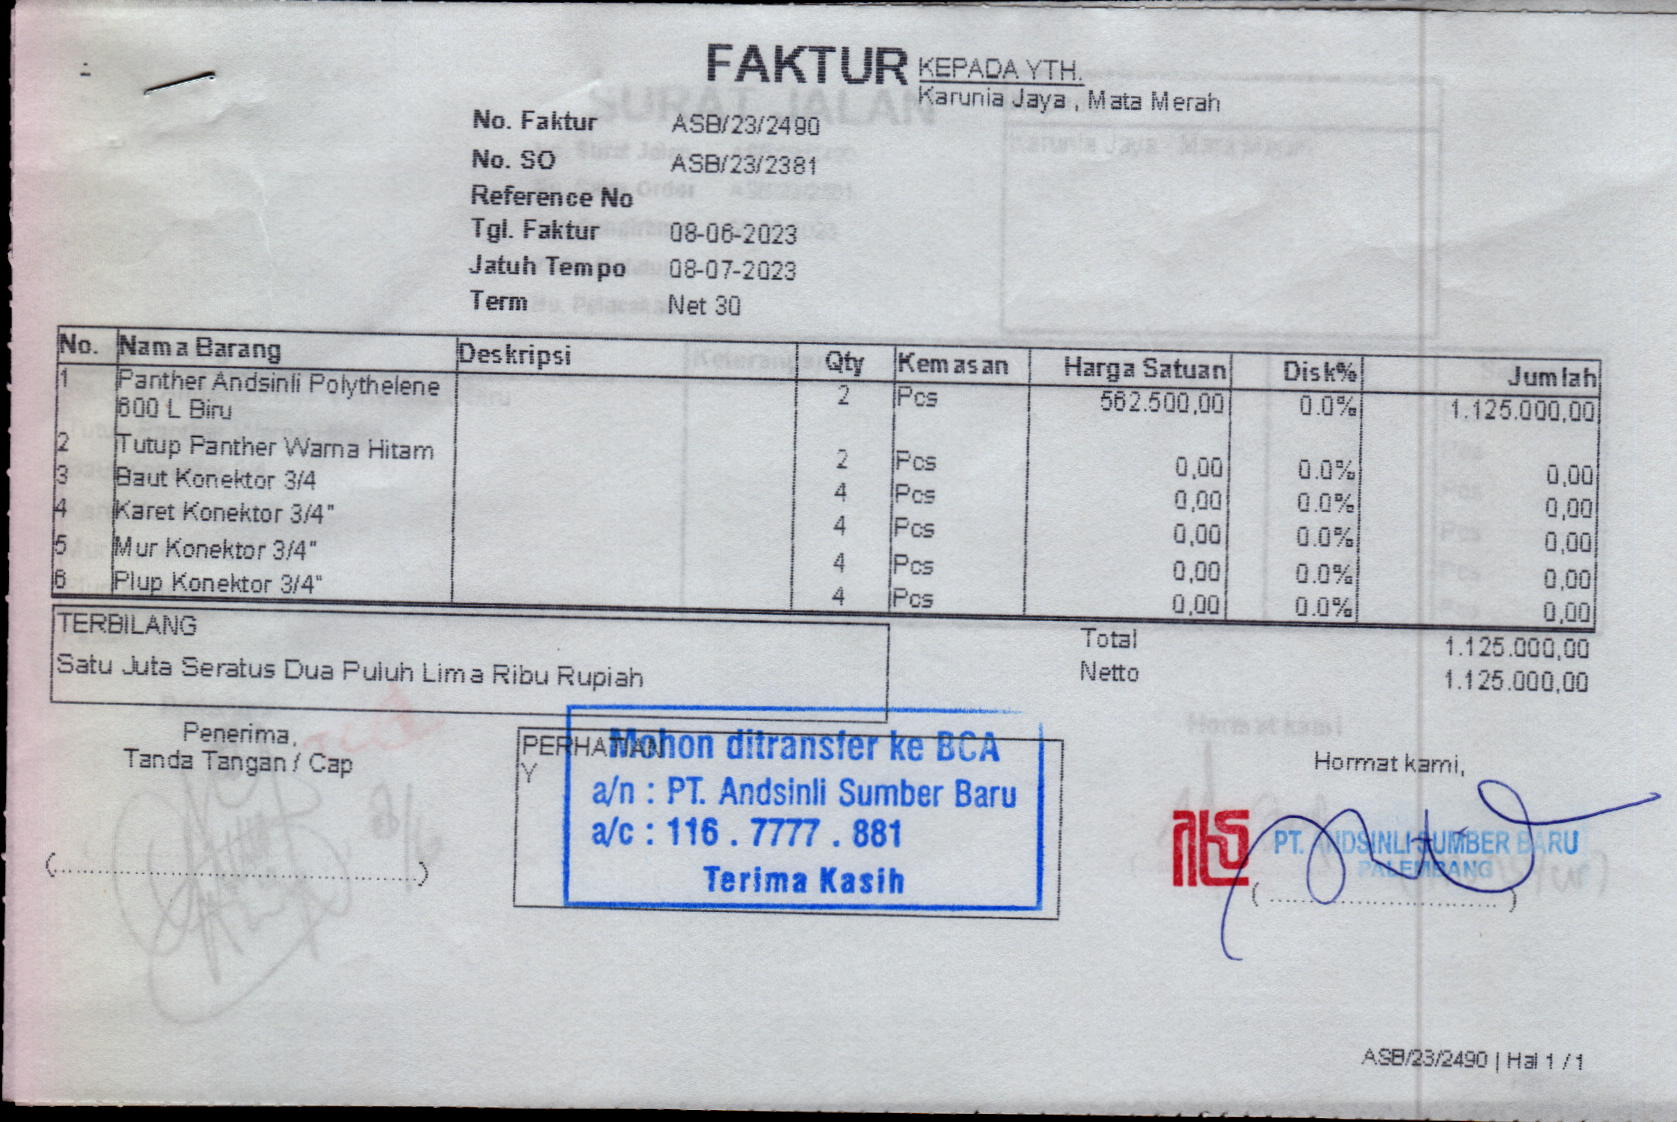 FAKTUR
KEPADA YTH.
Karunia Jaya , Mata Merah
No. Faktur ASB/23/2490
No. SO ASB/23/2381
Reference No
Tgl. Faktur 08-06-2023
Jatuh Tempo 08-07-2023
Term Net 30
No. Nama Barang Deskripsi Qty Kemasan Harga Satuan Disk% Jumlah
1 Panther Andsinli Polythelene 2 Pcs 562.500,00 0.0% 1.125.000,00
600 L Biru
2 Tutup Panther Warna Hitam 2 Pcs 0,00 0.0% 0,00
3 Baut Konektor 3/4 4 Pcs 0,00 0.0% 0,00
4 Karet Konektor 3/4" 4 Pcs 0,00 0.0% 0,00
5 Mur Konektor 3/4" 4 Pcs 0,00 0.0% 0,00
6 Plup Konektor 3/4" 4 Pcs 0,00 0.0% 0,00
TERBILANG
Satu Juta Seratus Dua Puluh Lima Ribu Rupiah
Total 1.125.000,00
Netto 1.125.000,00
Penerima,
Tanda Tangan / Cap
(..........................................)
PERHATIAN
Y
Mohon ditransfer ke BCA
a/n : PT. Andsinli Sumber Baru
a/c : 116 . 7777 . 881
Terima Kasih
Hormat kami,
PT. ANDSINLI SUMBER BARU
PALEMBANG
( .............................. )
ASB/23/2490 | Hal 1 / 1